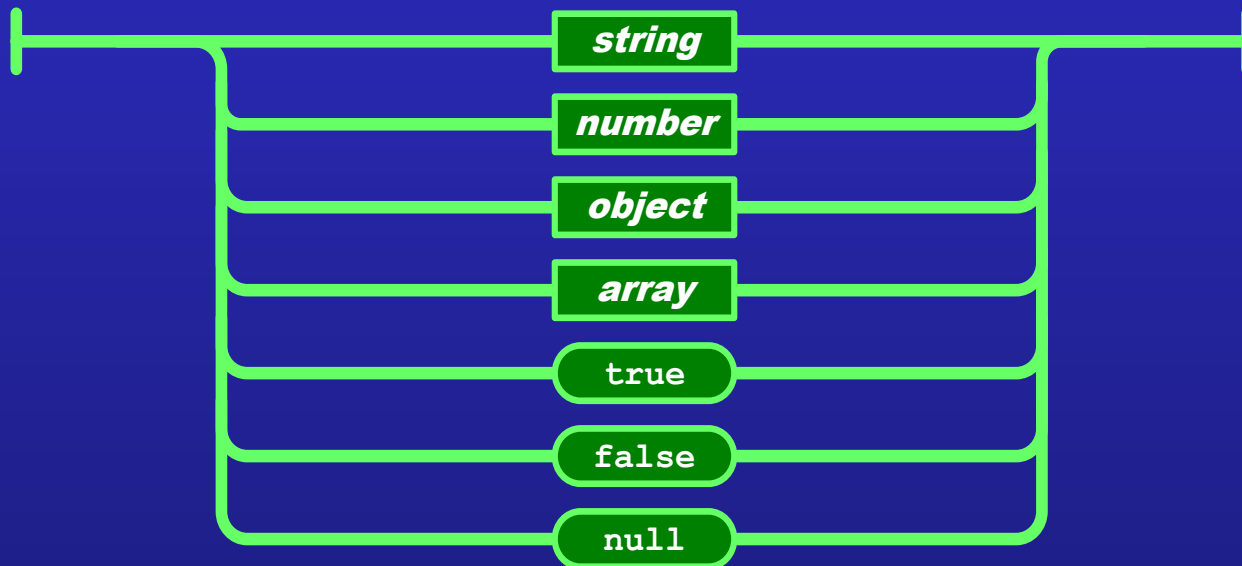 string
number
object
array
true
false
null